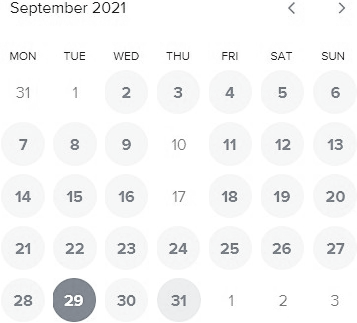 September 2021
MON TUE WED THU FRI SAT SUN
31 1 2 3 4 5 6
7 8 9 10 11 12 13
14 15 16 17 18 19 20
21 22 23 24 25 26 27
28 29 30 31 1 2 3